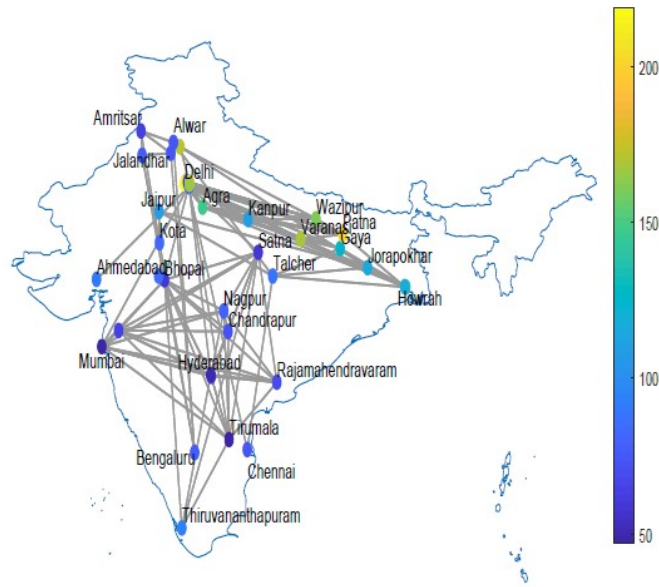 200
Amritsar
Alwar
Jalandhar
Delhi
Jaipur
Agra
Kanpur
Wazipur
Patna
Varanasi
Gaya
150
Kota
Satna
Ahmedabad
Bhopal
Talcher
Jorapokhar
Howrah
Nagpur
Chandrapur
Mumbai
Hyderabad
Rajamahendravaram
100
Tirumala
Bengaluru
Chennai
Thiruvananthapuram
50